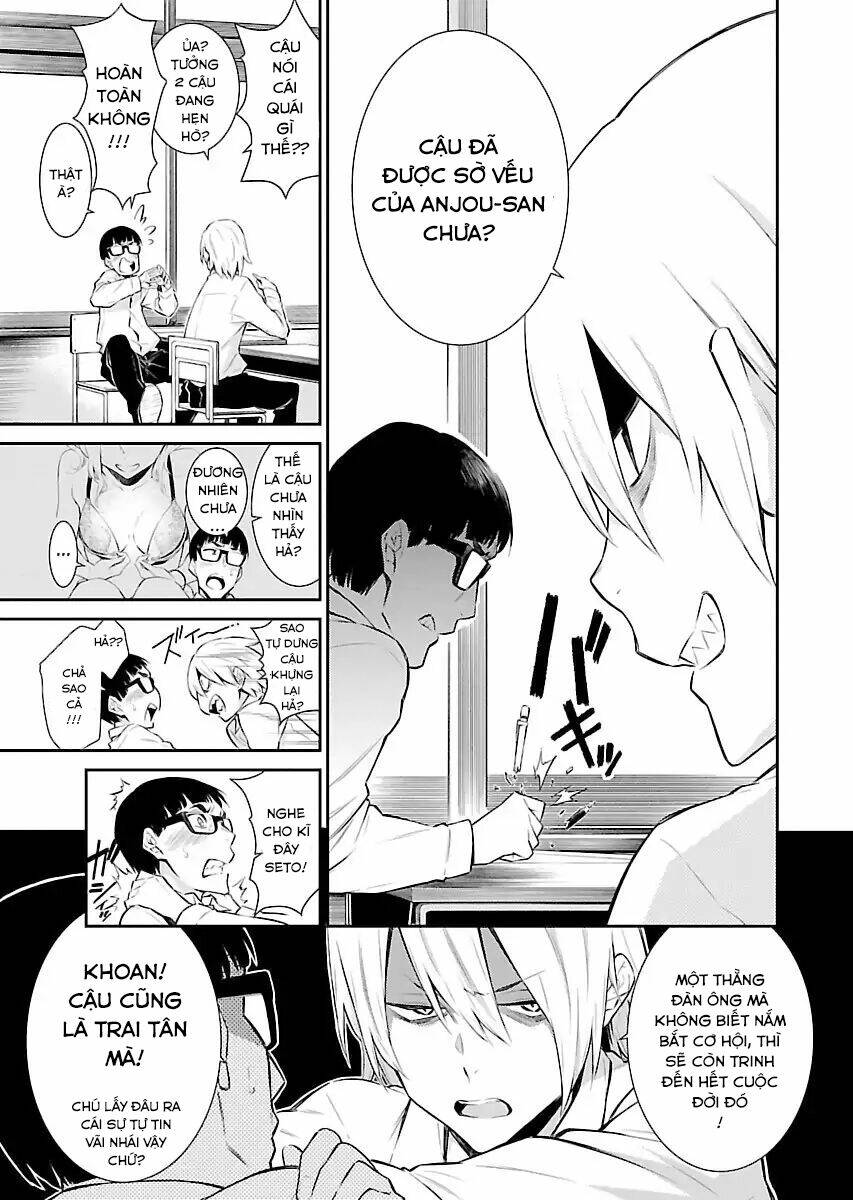 CẬU ĐÃ
ĐƯỢC SỜ VẾU
CỦA ANJOU-SAN
CHƯA?
CẬU
NÓI
CÁI
QUÁI
GÌ
THẾ??
ỦA?
TƯỞNG
2 CẬU
ĐANG
HẸN
HÒ?
HOÀN
TOÀN
KHÔNG
!!!
THẬT
À?
THẾ
LÀ CẬU
CHƯA
NHÌN
THẤY
HẢ?
ĐƯƠNG
NHIÊN
CHƯA
...
...
SAO
TỰ DƯNG
CẬU
KHỰNG
LẠI
HẢ?
ズイッ
HẢ??
CHẢ
SAO
CẢ
!!!
NGHE
CHO KĨ
ĐÂY
SETO!
MỘT THẰNG
ĐÀN ÔNG MÀ
KHÔNG BIẾT NẮM
BẮT CƠ HỘI, THÌ
SẼ CÒN TRINH
ĐẾN HẾT CUỘC
ĐỜI ĐÓ
!
KHOAN!
CẬU CŨNG
LÀ TRAI TÂN
MÀ!
CHÚ LẤY ĐÂU RA
CÁI SỰ TỰ TIN
VÃI NHÁI VẬY
CHỨ?